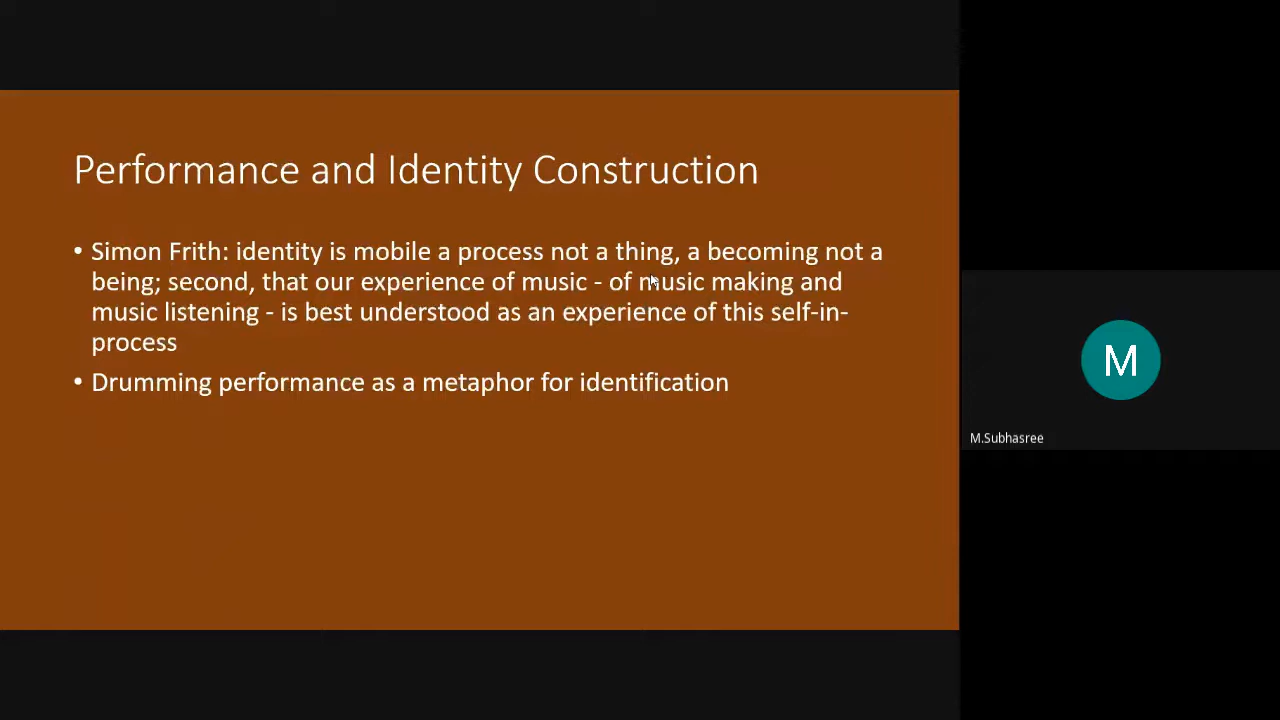 Performance and Identity Construction
• Simon Frith: identity is mobile a process not a thing, a becoming not a
being; second, that our experience of music - of music making and
music listening - is best understood as an experience of this self-in-
process
• Drumming performance as a metaphor for identification
M
M.Subhasree